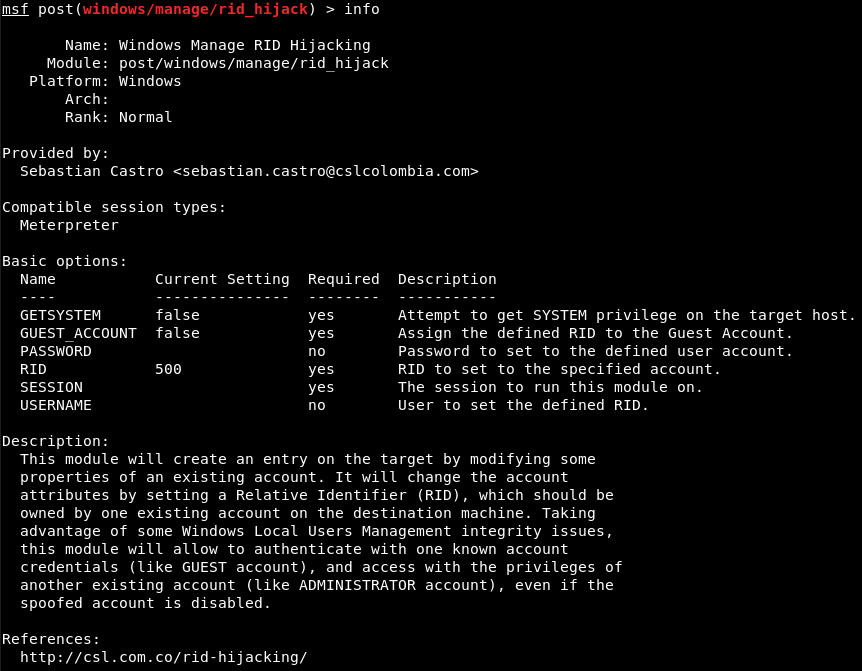 msf post(windows/manage/rid_hijack) > info
Name: Windows Manage RID Hijacking
Module: post/windows/manage/rid_hijack
Platform: Windows
Arch:
Rank: Normal
Provided by:
Sebastian Castro <sebastian.castro@cslcolombia.com>
Compatible session types:
Meterpreter
Basic options:
Name Current Setting Required Description
---- --------------- -------- -----------
GETSYSTEM false yes Attempt to get SYSTEM privilege on the target host.
GUEST_ACCOUNT false yes Assign the defined RID to the Guest Account.
PASSWORD no Password to set to the defined user account.
RID 500 yes RID to set to the specified account.
SESSION yes The session to run this module on.
USERNAME no User to set the defined RID.
Description:
This module will create an entry on the target by modifying some
properties of an existing account. It will change the account
attributes by setting a Relative Identifier (RID), which should be
owned by one existing account on the destination machine. Taking
advantage of some Windows Local Users Management integrity issues,
this module will allow to authenticate with one known account
credentials (like GUEST account), and access with the privileges of
another existing account (like ADMINISTRATOR account), even if the
spoofed account is disabled.
References:
http://csl.com.co/rid-hijacking/